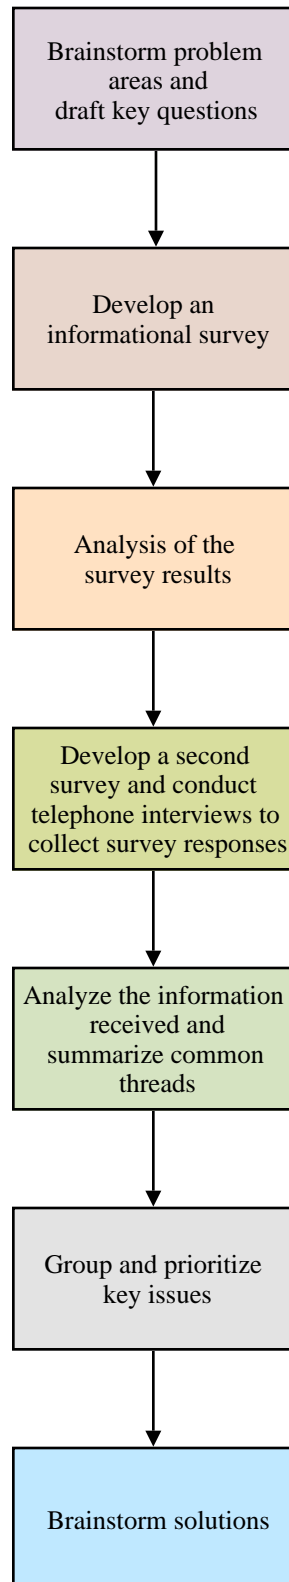 Brainstorm problem
areas and
draft key questions
Develop an
informational survey
Analysis of the
survey results
Develop a second
survey and conduct
telephone interviews to
collect survey responses
Analyze the information
received and
summarize common
threads
Group and prioritize
key issues
Brainstorm solutions